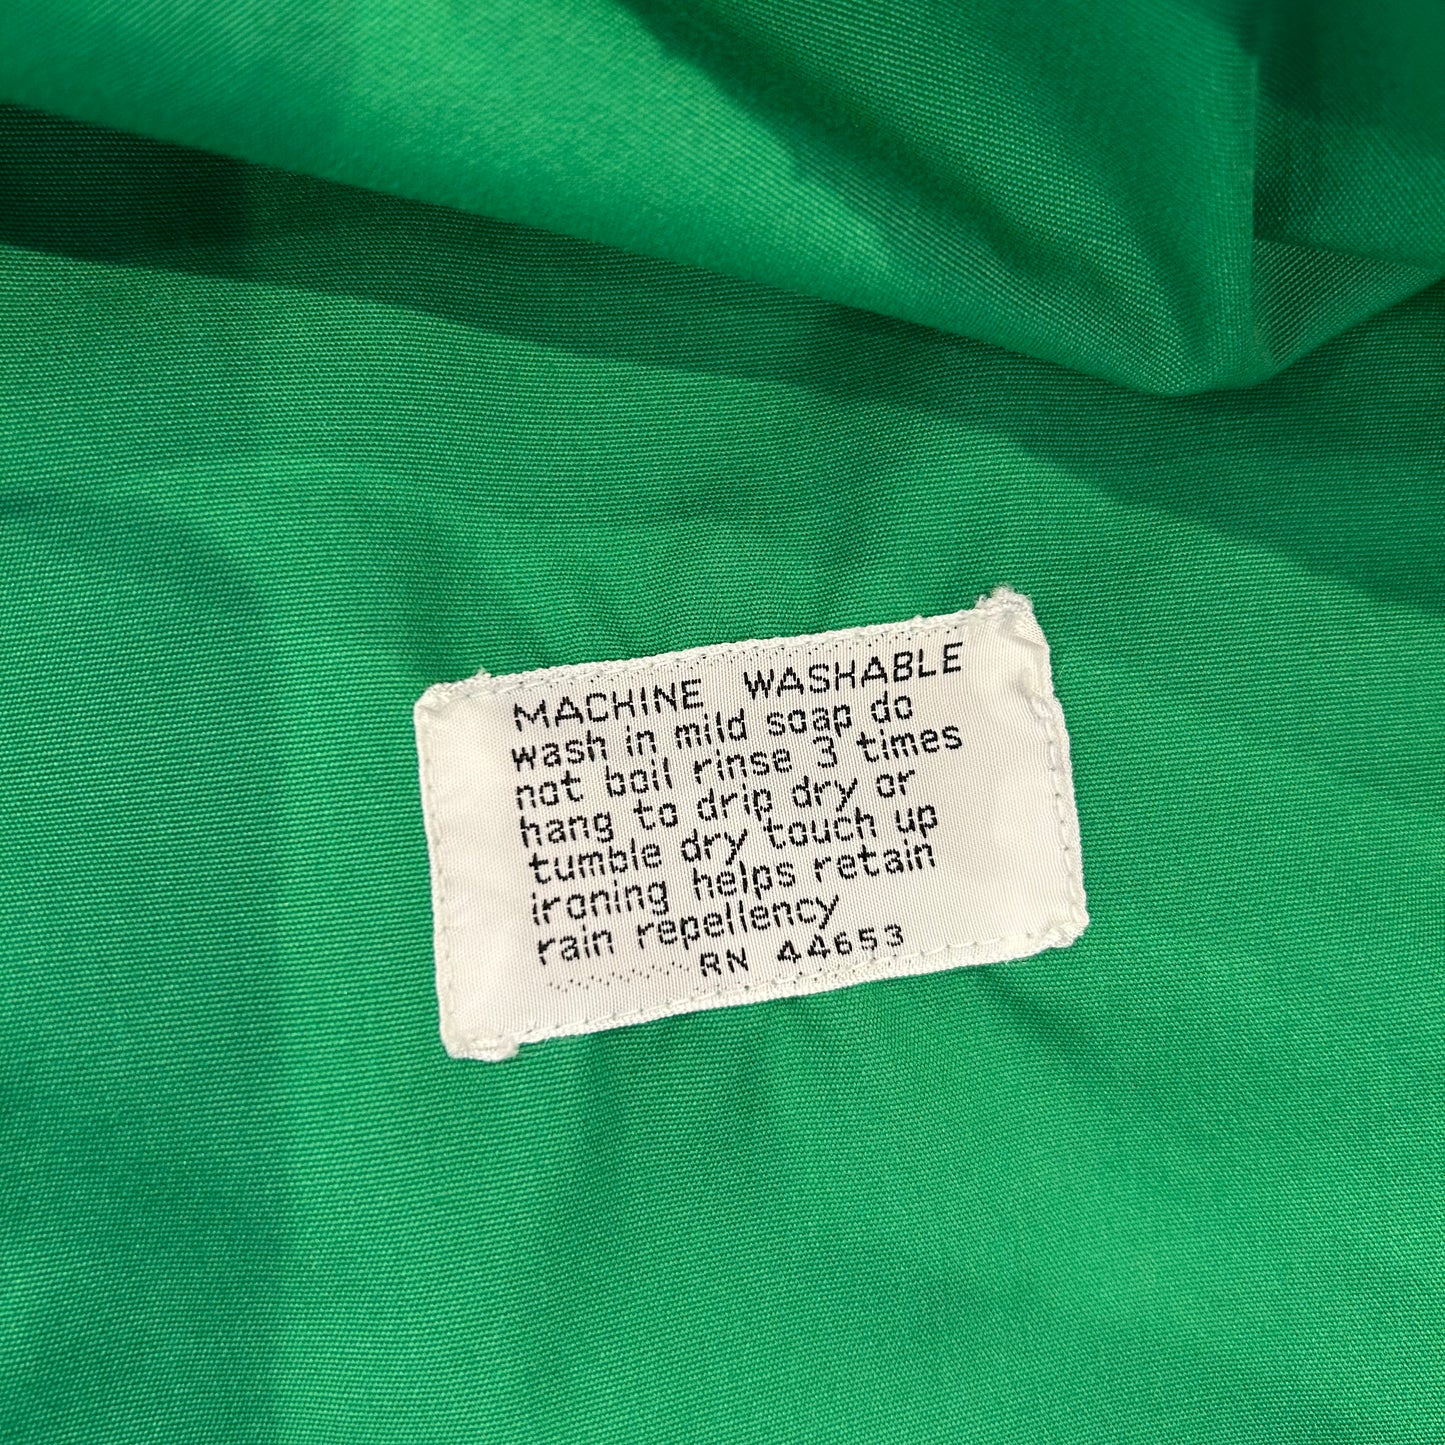 MACHINE WASHABLE
wash in mild soap do
not boil rinse 3 times
hang to drip dry or
tumble dry touch up
ironing helps retain
rain repellency
RN 44653